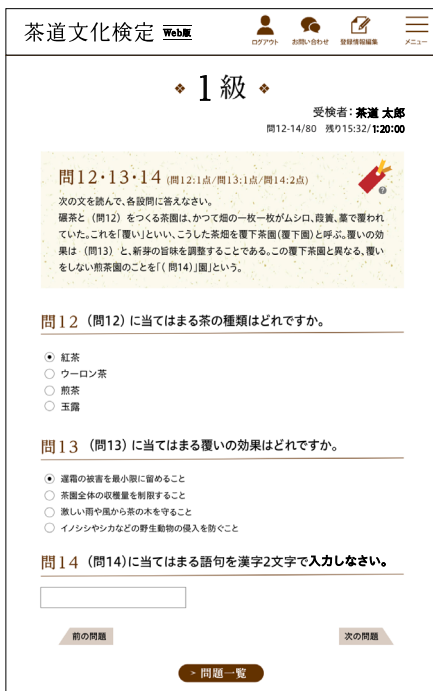 茶道文化検定 Web版
ログアウト お問い合わせ 登録情報編集 メニュー
1級
受検者：茶道 太郎
問12-14/80 残り15:32/1:20:00
問12・13・14 (問12:1点/問13:1点/問14:2点)
次の文を読んで、各設問に答えなさい。
碾茶と（問12）をつくる茶園は、かつて畑の一枚一枚がムシロ、葭簀、藁で覆われ
ていた。これを「覆い」といい、こうした茶畑を覆下茶園(覆下園)と呼ぶ。覆いの効
果は（問13）と、新芽の旨味を調整することである。この覆下茶園と異なる、覆い
をしない煎茶園のことを「(問14)」園」という。
問12（問12）に当てはまる茶の種類はどれですか。
紅茶
ウーロン茶
煎茶
玉露
問13（問13）に当てはまる覆いの効果はどれですか。
遅霜の被害を最小限に留めること
茶園全体の収穫量を制限すること
激しい雨や風から茶の木を守ること
イノシシやシカなどの野生動物の侵入を防ぐこと
問14（問14)に当てはまる語句を漢字2文字で入力しなさい。
前の問題 次の問題
> 問題一覧